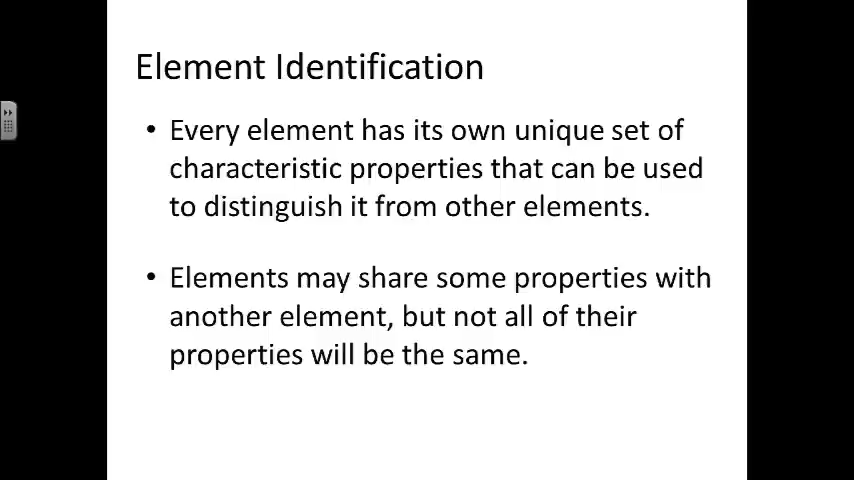 Element Identification
• Every element has its own unique set of
characteristic properties that can be used
to distinguish it from other elements.
• Elements may share some properties with
another element, but not all of their
properties will be the same.